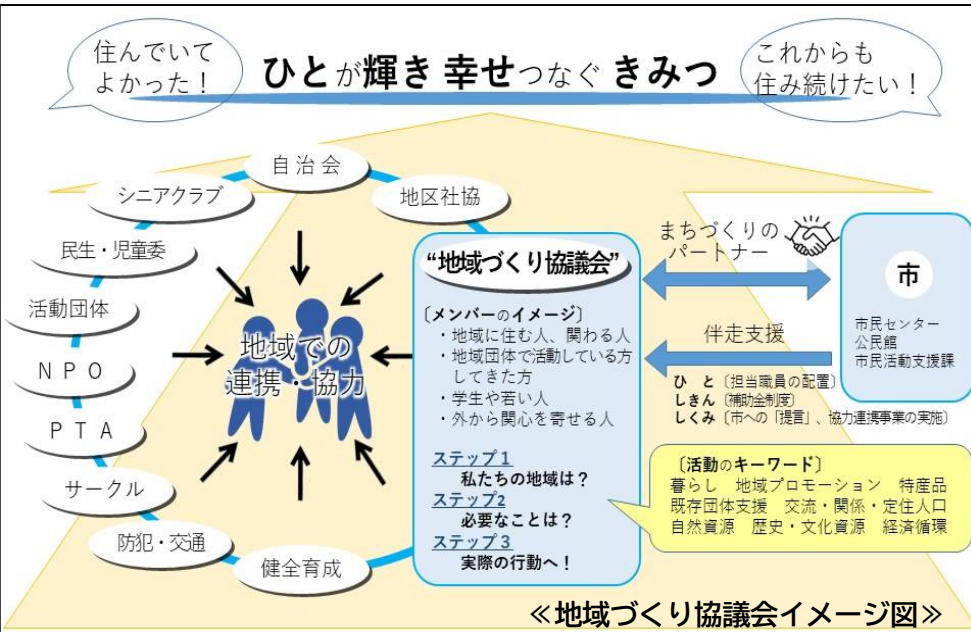 住んでいて
よかった！
ひとが輝き 幸せつなぐ きみつ
これからも
住み続けたい！
自治会
シニアクラブ
地区社協
民生・児童委
活動団体
ＮＰＯ
ＰＴＡ
サークル
防犯・交通
健全育成
地域での
連携・協力
“地域づくり協議会”
〔メンバーのイメージ〕
・地域に住む人、関わる人
・地域団体で活動している方
してきた方
・学生や若い人
・外から関心を寄せる人
ステップ１
私たちの地域は？
ステップ2
必要なことは？
ステップ３
実際の行動へ！
まちづくりの
パートナー
伴走支援
ひ と〔担当職員の配置〕
しきん〔補助金制度〕
しくみ〔市への「提言」、協力連携事業の実施〕
市
市民センター
公民館
市民活動支援課
〔活動のキーワード〕
暮らし 地域プロモーション 特産品
既存団体支援 交流・関係・定住人口
自然資源 歴史・文化資源 経済循環
≪地域づくり協議会イメージ図≫